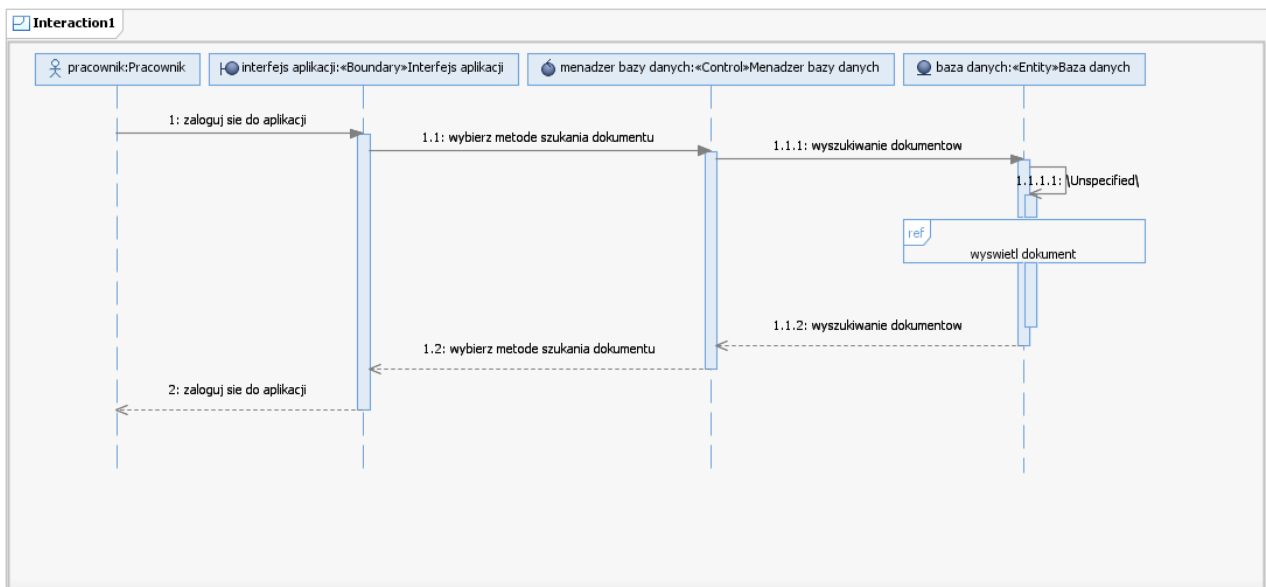 Interaction1
pracownik:Pracownik
interfejs aplikacji:«Boundary»Interfejs aplikacji
menadzer bazy danych:«Control»Menadzer bazy danych
baza danych:«Entity»Baza danych
1: zaloguj sie do aplikacji
1.1: wybierz metode szukania dokumentu
1.1.1: wyszukiwanie dokumentow
1.1.1.1: \Unspecified\
ref
wyswietl dokument
1.1.2: wyszukiwanie dokumentow
1.2: wybierz metode szukania dokumentu
2: zaloguj sie do aplikacji